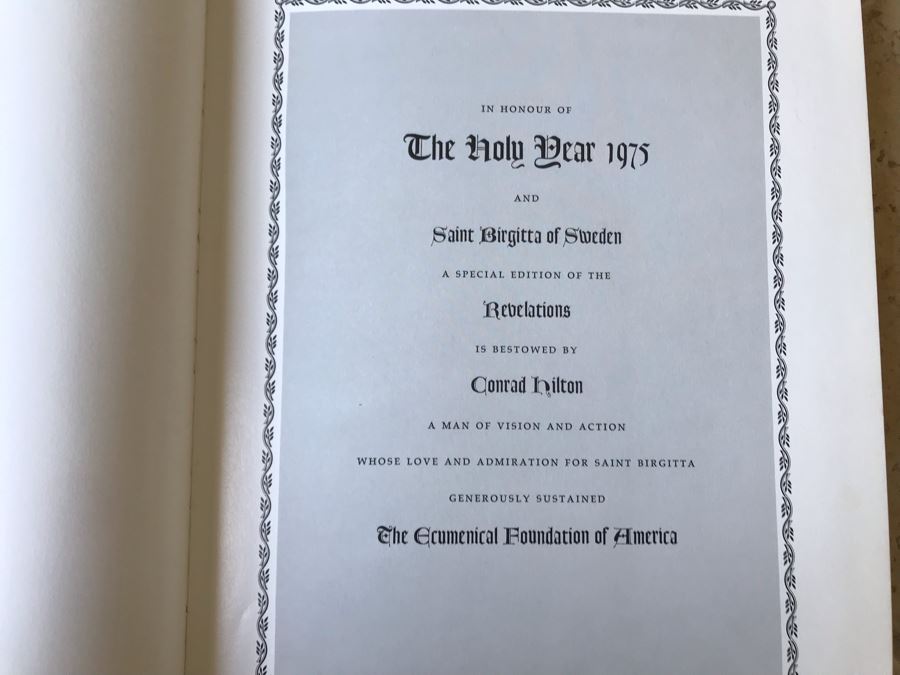 IN HONOUR OF
The Holy Year 1975
AND
Saint Birgitta of Sweden
A SPECIAL EDITION OF THE
Revelations
IS BESTOWED BY
Conrad Hilton
A MAN OF VISION AND ACTION
WHOSE LOVE AND ADMIRATION FOR SAINT BIRGITTA
GENEROUSLY SUSTAINED
The Ecumenical Foundation of America